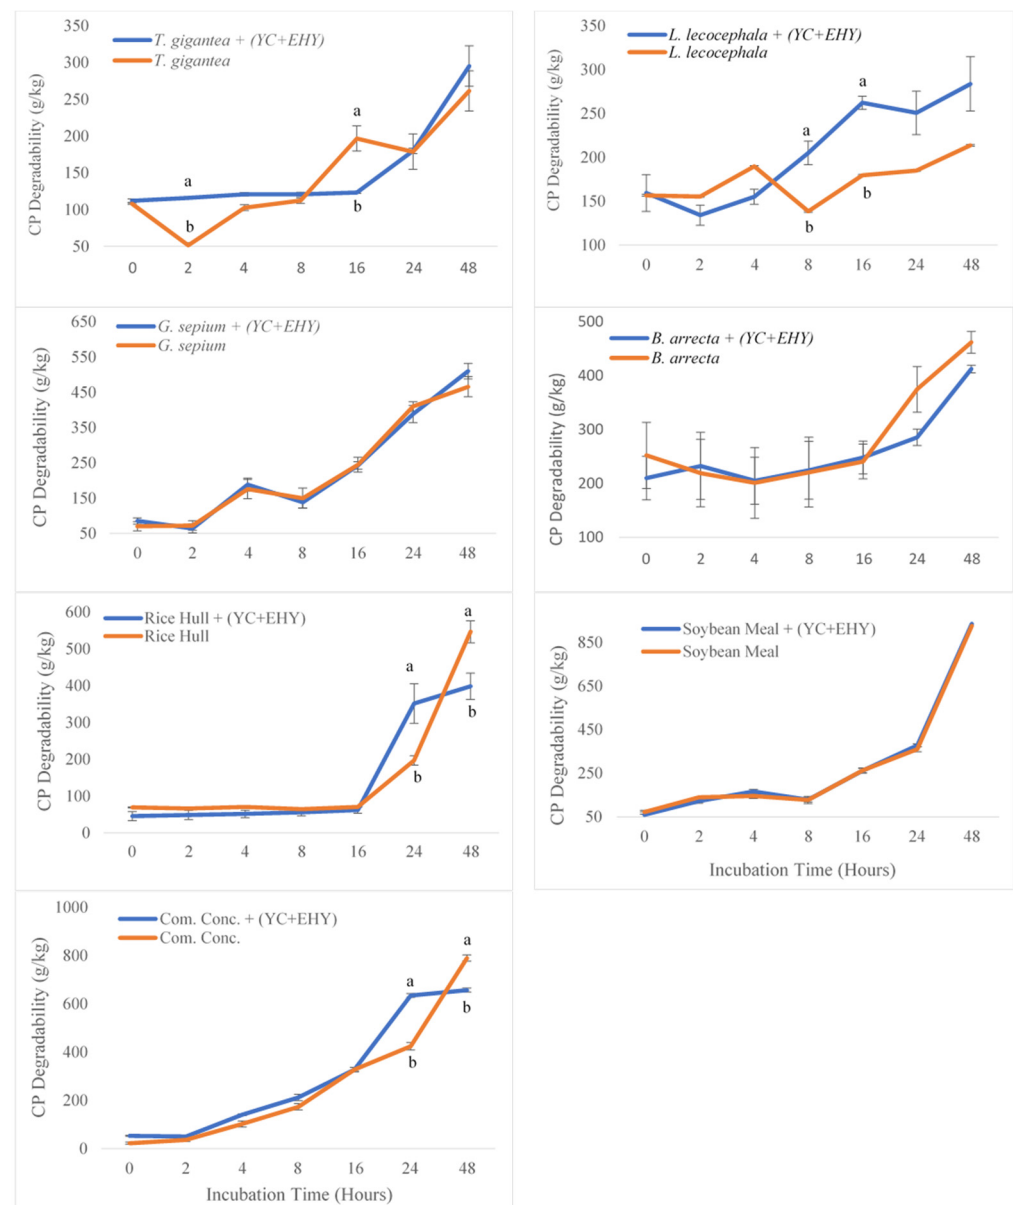 CP Degradability (g/kg)
350
300
250
200
150
100
50
T. gigantea + (YC+EHY)
T. gigantea
a
b
a
b
0 2 4 8 16 24 48
CP Degradability (g/kg)
350
300
250
200
150
100
L. lecocephala + (YC+EHY)
L. lecocephala
a
b
a
b
0 2 4 8 16 24 48
CP Degradability (g/kg)
650
550
450
350
250
150
50
G. sepium + (YC+EHY)
G. sepium
0 2 4 8 16 24 48
CP Degradability (g/kg)
500
400
300
200
100
B. arrecta + (YC+EHY)
B. arrecta
0 2 4 8 16 24 48
CP Degradability (g/kg)
600
500
400
300
200
100
0
Rice Hull + (YC+EHY)
Rice Hull
a
b
a
b
0 2 4 8 16 24 48
CP Degradability (g/kg)
850
650
450
250
50
Soybean Meal + (YC+EHY)
Soybean Meal
0 2 4 8 16 24 48
Incubation Time (Hours)
CP Degradability (g/kg)
1000
800
600
400
200
0
Com. Conc. + (YC+EHY)
Com. Conc.
a
b
a
b
0 2 4 8 16 24 48
Incubation Time (Hours)